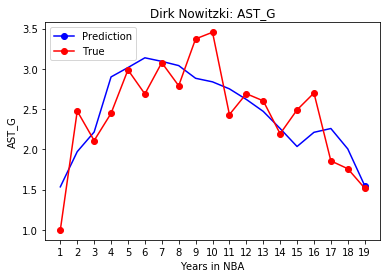 Dirk Nowitzki: AST_G
Prediction
True
3.5
3.0
2.5
2.0
1.5
1.0
AST_G
1 2 3 4 5 6 7 8 9 10 11 12 13 14 15 16 17 18 19
Years in NBA